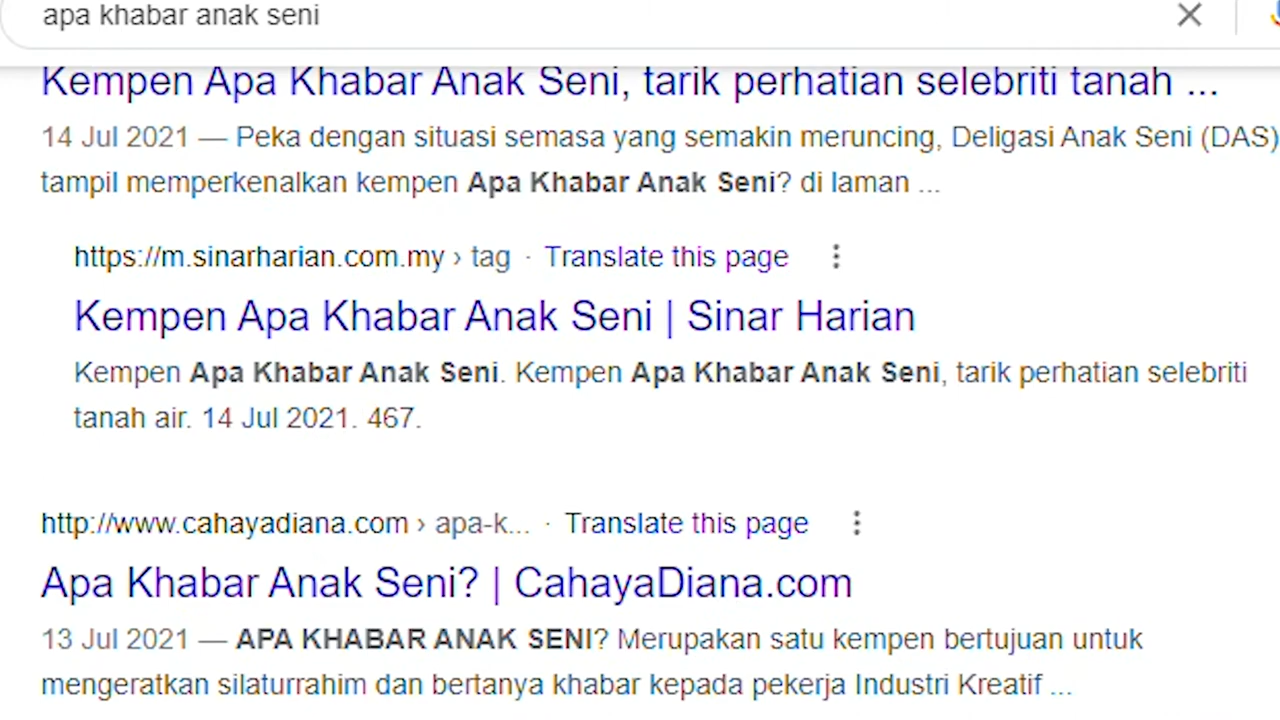 apa khabar anak seni
Kempen Apa Khabar Anak Seni, tarik perhatian selebriti tanah ...
14 Jul 2021 — Peka dengan situasi semasa yang semakin meruncing, Deligasi Anak Seni (DAS)
tampil memperkenalkan kempen Apa Khabar Anak Seni? di laman ...
https://m.sinarharian.com.my › tag · Translate this page
Kempen Apa Khabar Anak Seni | Sinar Harian
Kempen Apa Khabar Anak Seni. Kempen Apa Khabar Anak Seni, tarik perhatian selebriti
tanah air. 14 Jul 2021. 467.
http://www.cahayadiana.com › apa-k... · Translate this page
Apa Khabar Anak Seni? | CahayaDiana.com
13 Jul 2021 — APA KHABAR ANAK SENI? Merupakan satu kempen bertujuan untuk
mengeratkan silaturrahim dan bertanya khabar kepada pekerja Industri Kreatif ...